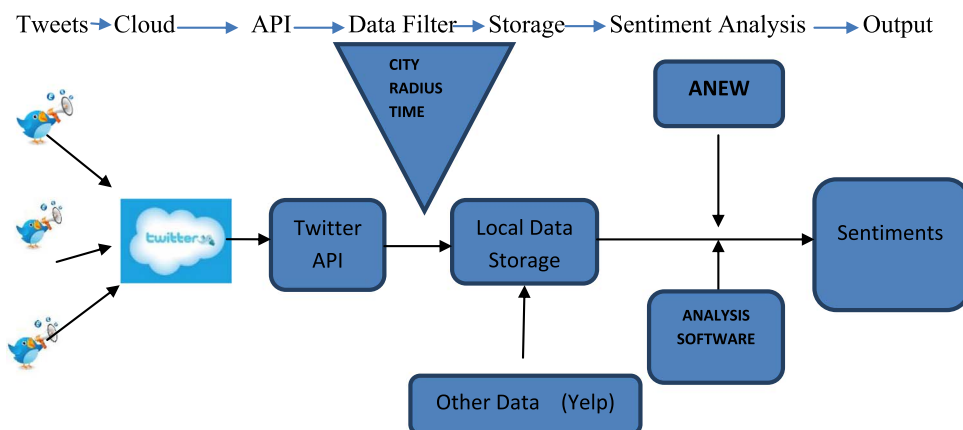 Tweets Cloud API Data Filter Storage Sentiment Analysis Output
CITY
RADIUS
TIME
ANEW
twitter
Twitter
API
Local Data
Storage
Sentiments
ANALYSIS
SOFTWARE
Other Data (Yelp)